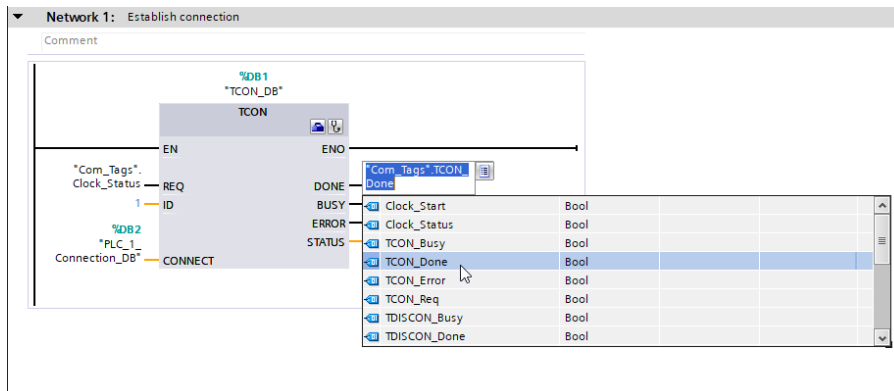 Network 1: Establish connection
Comment
%DB1
"TCON_DB"
TCON
EN
ENO
"Com_Tags".
Clock_Status
REQ
"Com_Tags".TCON_
Done
DONE
1
ID
BUSY
Clock_Start Bool
ERROR
Clock_Status Bool
%DB2
STATUS
TCON_Busy Bool
"PLC_1_
Connection_DB"
CONNECT
TCON_Done Bool
TCON_Error Bool
TCON_Req Bool
TDISCON_Busy Bool
TDISCON_Done Bool